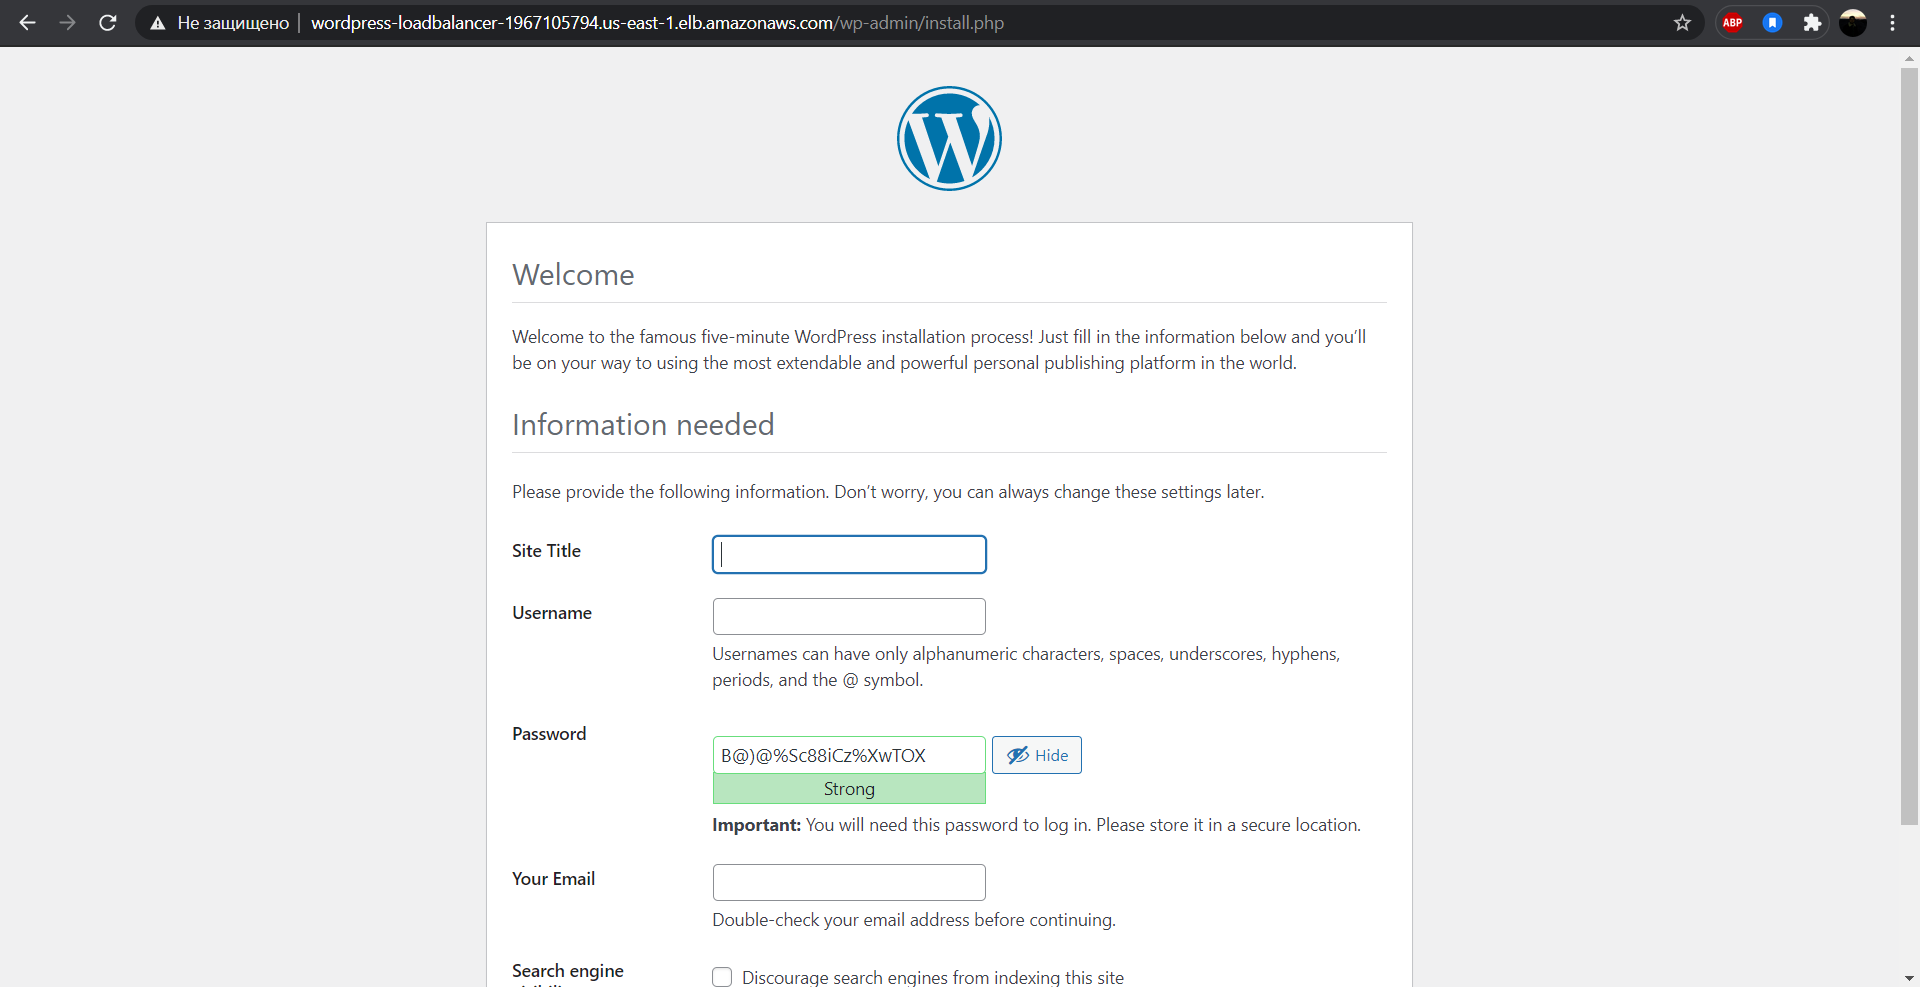 Не защищено
wordpress-loadbalancer-1967105794.us-east-1.elb.amazonaws.com/wp-admin/install.php
ABP
W
Welcome
Welcome to the famous five-minute WordPress installation process! Just fill in the information below and you’ll
be on your way to using the most extendable and powerful personal publishing platform in the world.
Information needed
Please provide the following information. Don’t worry, you can always change these settings later.
Site Title
Username
Usernames can have only alphanumeric characters, spaces, underscores, hyphens,
periods, and the @ symbol.
Password
B@)@%Sc88iCz%XwTOX
Hide
Strong
Important: You will need this password to log in. Please store it in a secure location.
Your Email
Double-check your email address before continuing.
Search engine
Discourage search engines from indexing this site